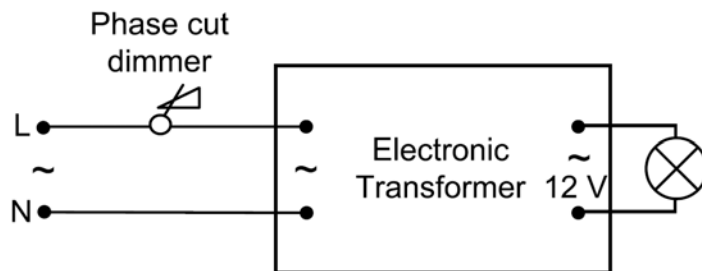 Phase cut
dimmer
L
~
N
~
Electronic
Transformer
~
12 V